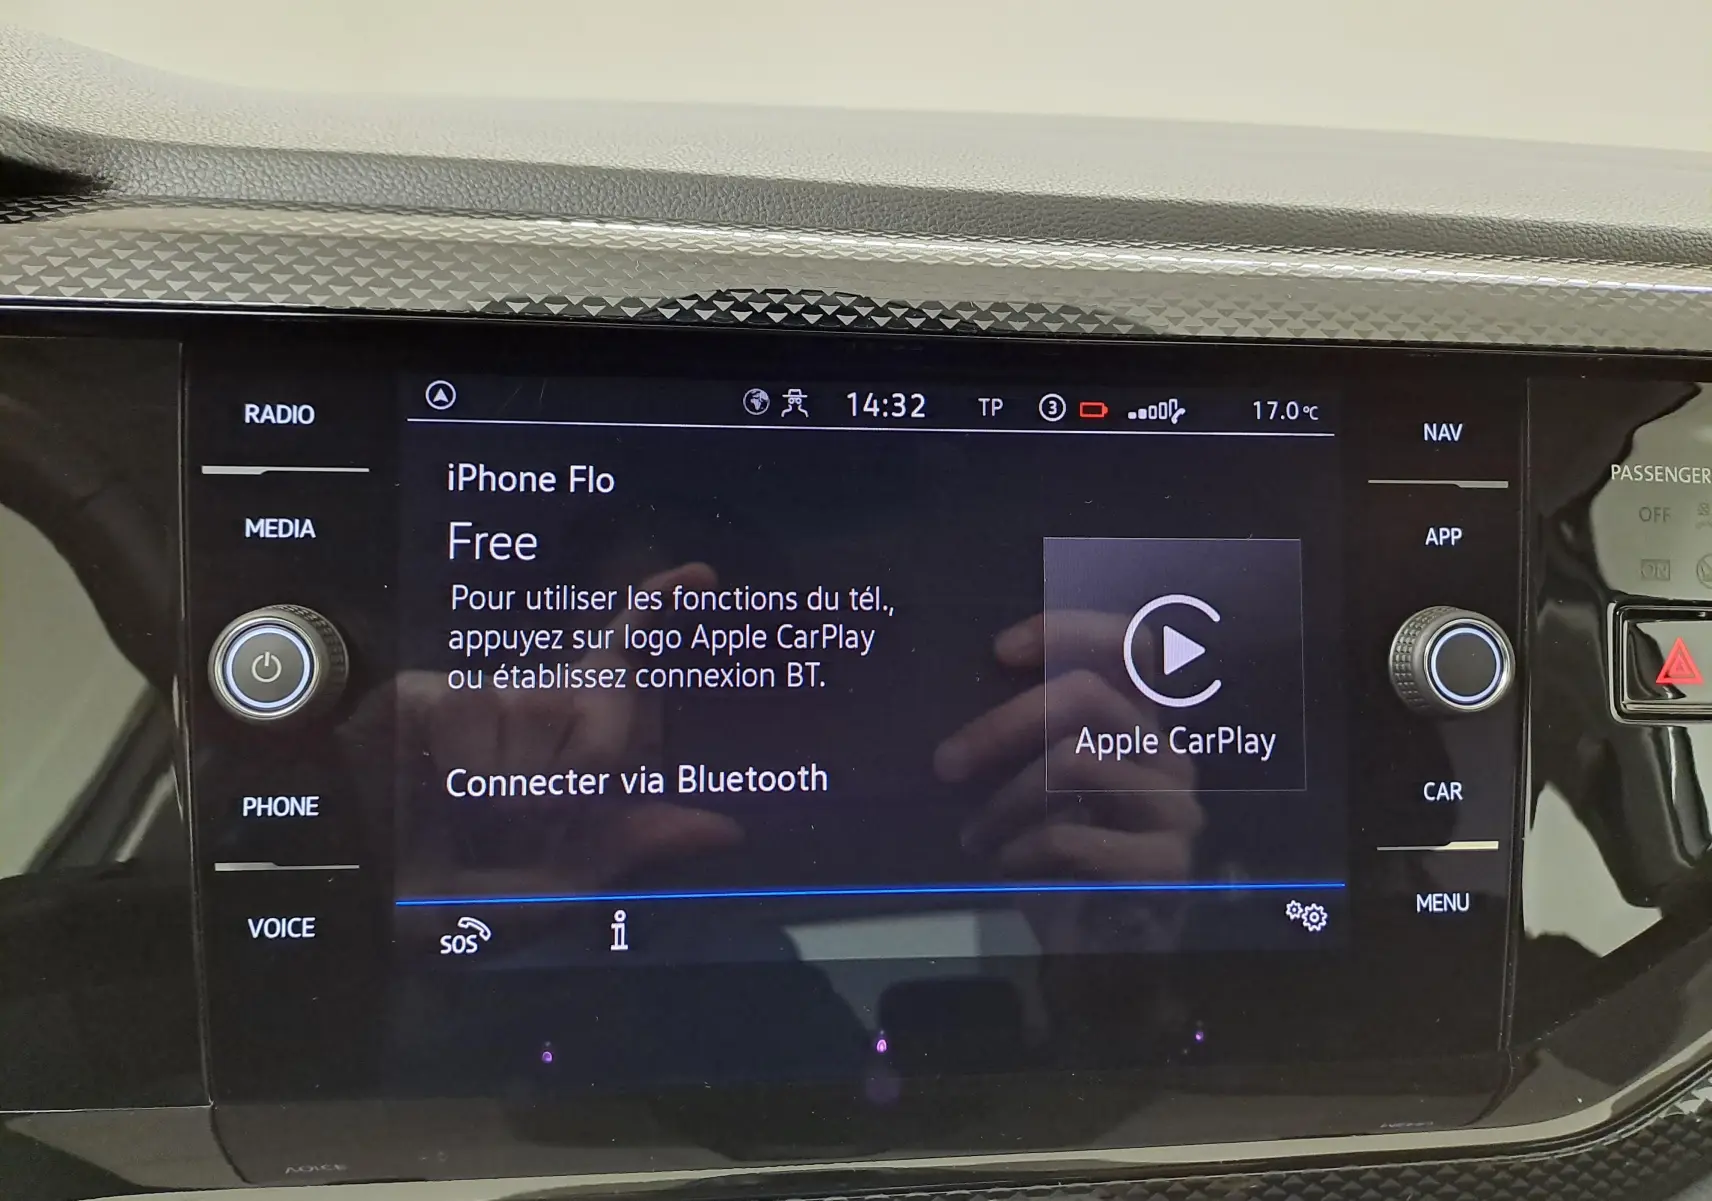 RADIO
MEDIA
PHONE
VOICE
14:32
TP
3
17.0 °C
iPhone Flo
Free
Pour utiliser les fonctions du tél.,
appuyez sur logo Apple CarPlay
ou établissez connexion BT.
Connecter via Bluetooth
Apple CarPlay
SOS
i
NAV
APP
CAR
MENU
PASSENGER
OFF
ON